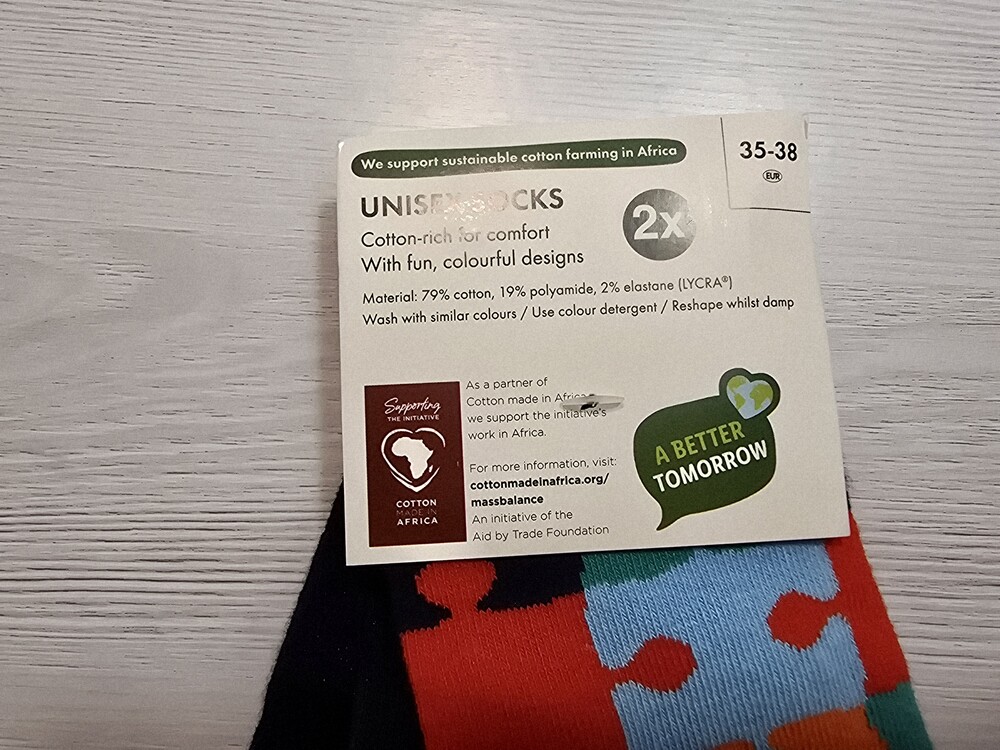 We support sustainable cotton farming in Africa
35-38
EUR
UNISEX SOCKS
2x
Cotton-rich for comfort
With fun, colourful designs
Material: 79% cotton, 19% polyamide, 2% elastane (LYCRA®)
Wash with similar colours / Use colour detergent / Reshape whilst damp
Supporting
THE INITIATIVE
COTTON
MADE IN
AFRICA
As a partner of
Cotton made in Africa
we support the initiative's
work in Africa.
For more information, visit:
cottonmadeinafrica.org/
massbalance
An initiative of the
Aid by Trade Foundation
A BETTER
TOMORROW